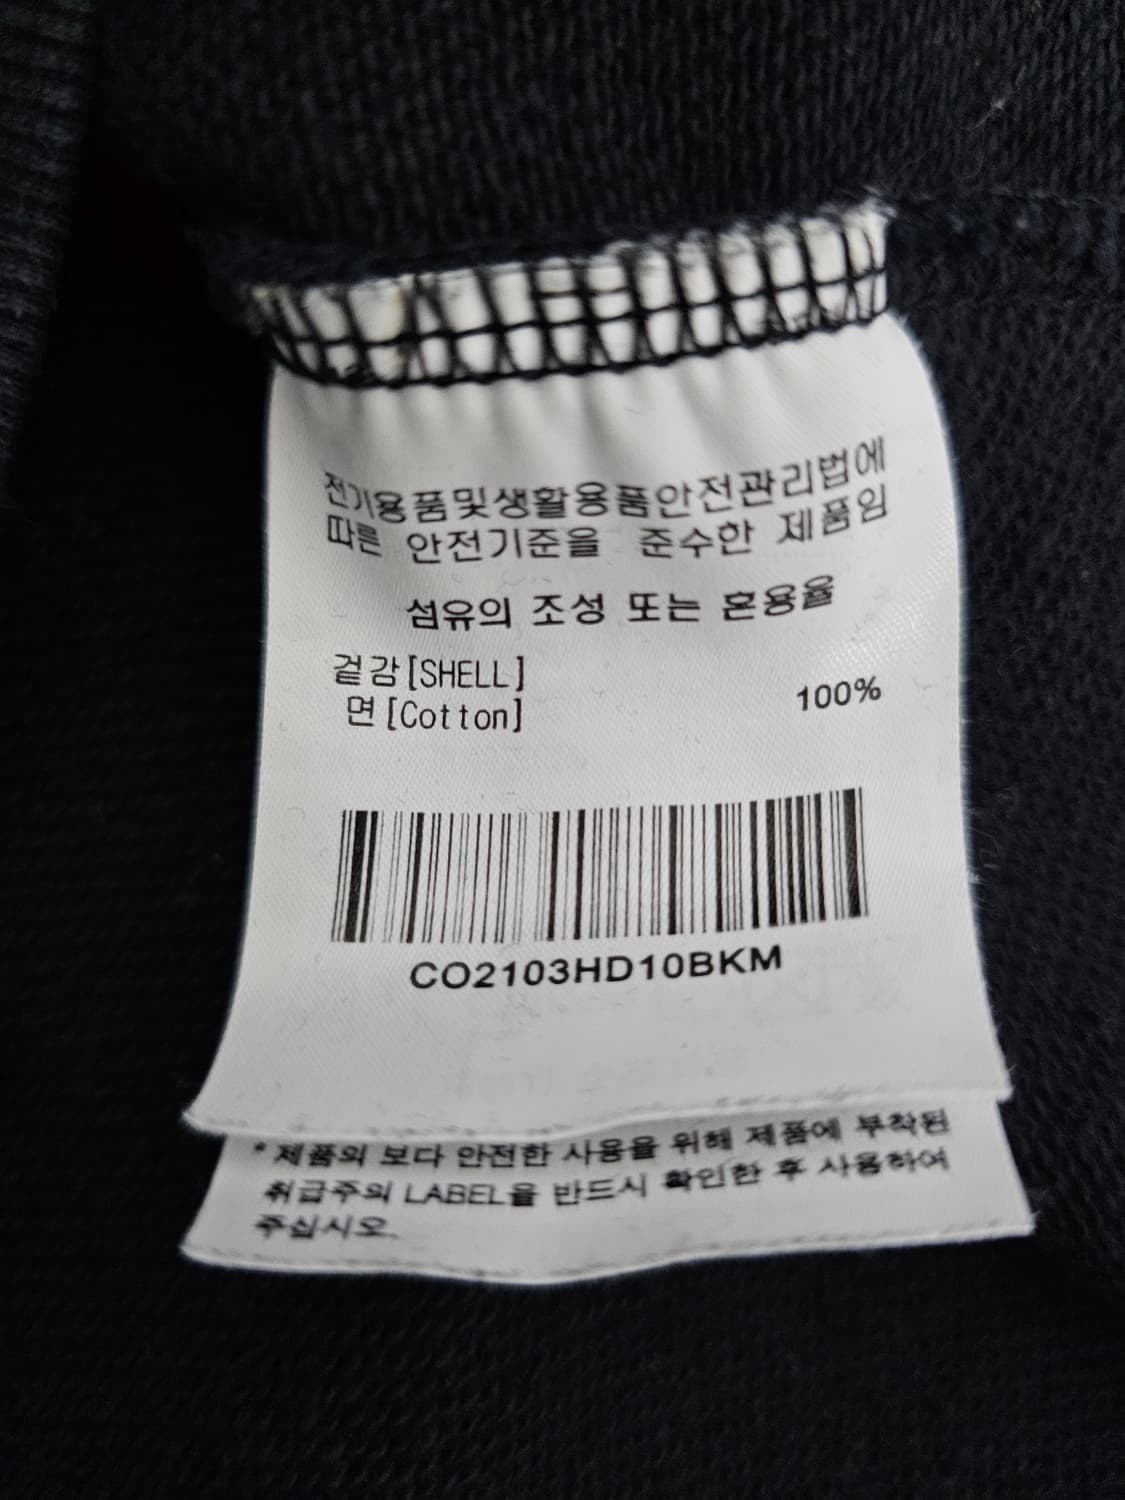 전기용품및생활용품안전관리법에
따른 안전기준을 준수한 제품임
섬유의 조성 또는 혼용율
겉감[SHELL]
면[Cotton] 100%
CO2103HD10BKM
*제품의 보다 안전한 사용을 위해 제품에 부착된
취급주의 LABEL을 반드시 확인한 후 사용하여
주십시오.